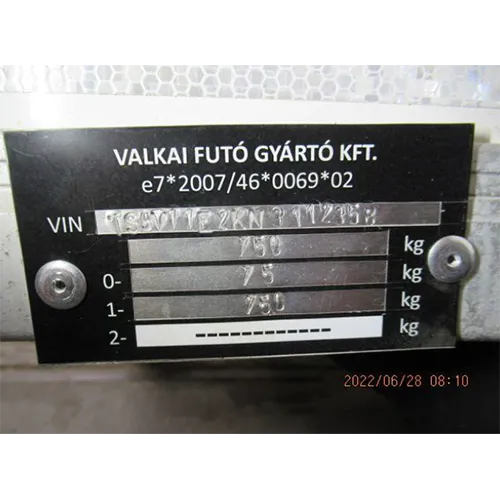 VALKAI FUTÓ GYÁRTÓ KFT.
e7*2007/46*0069*02
VIN
750 kg
0- 75 kg
1- 750 kg
2- ------------ kg
2022/06/28 08:10